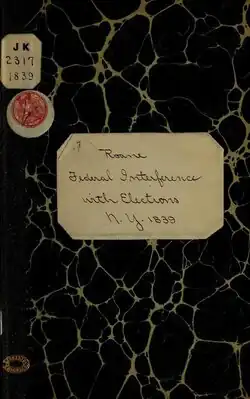 JK
2317
1839
Roane
Federal Interference
with Elections
N. Y. 1839